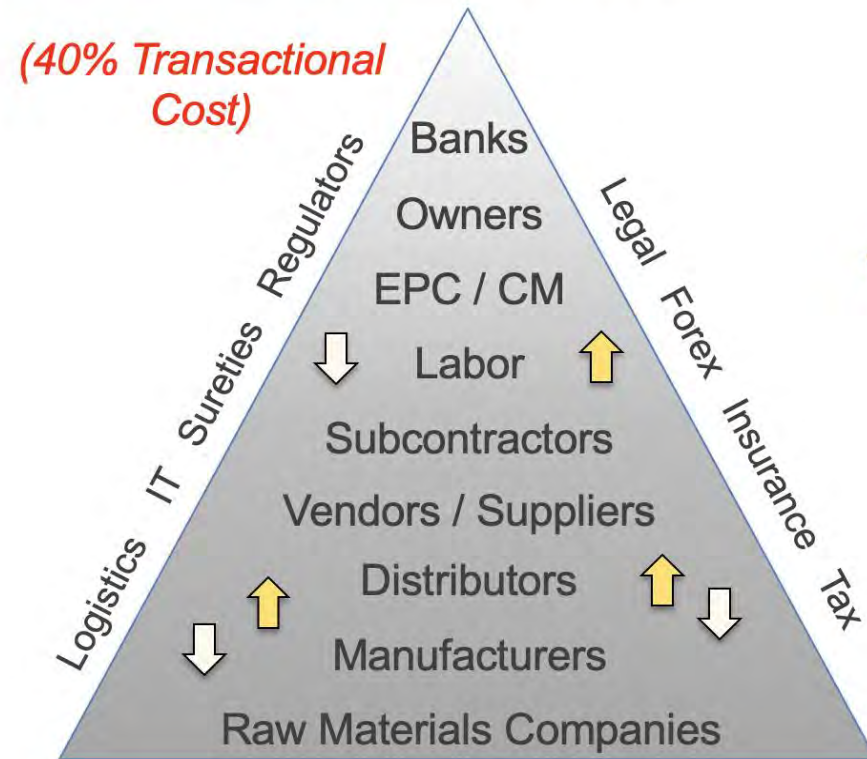 (40% Transactional
Cost)
Banks
Owners
EPC / CM
Labor
Subcontractors
Vendors / Suppliers
Distributors
Manufacturers
Raw Materials Companies
Logistics IT Sureties Regulators
Legal Forex Insurance Tax